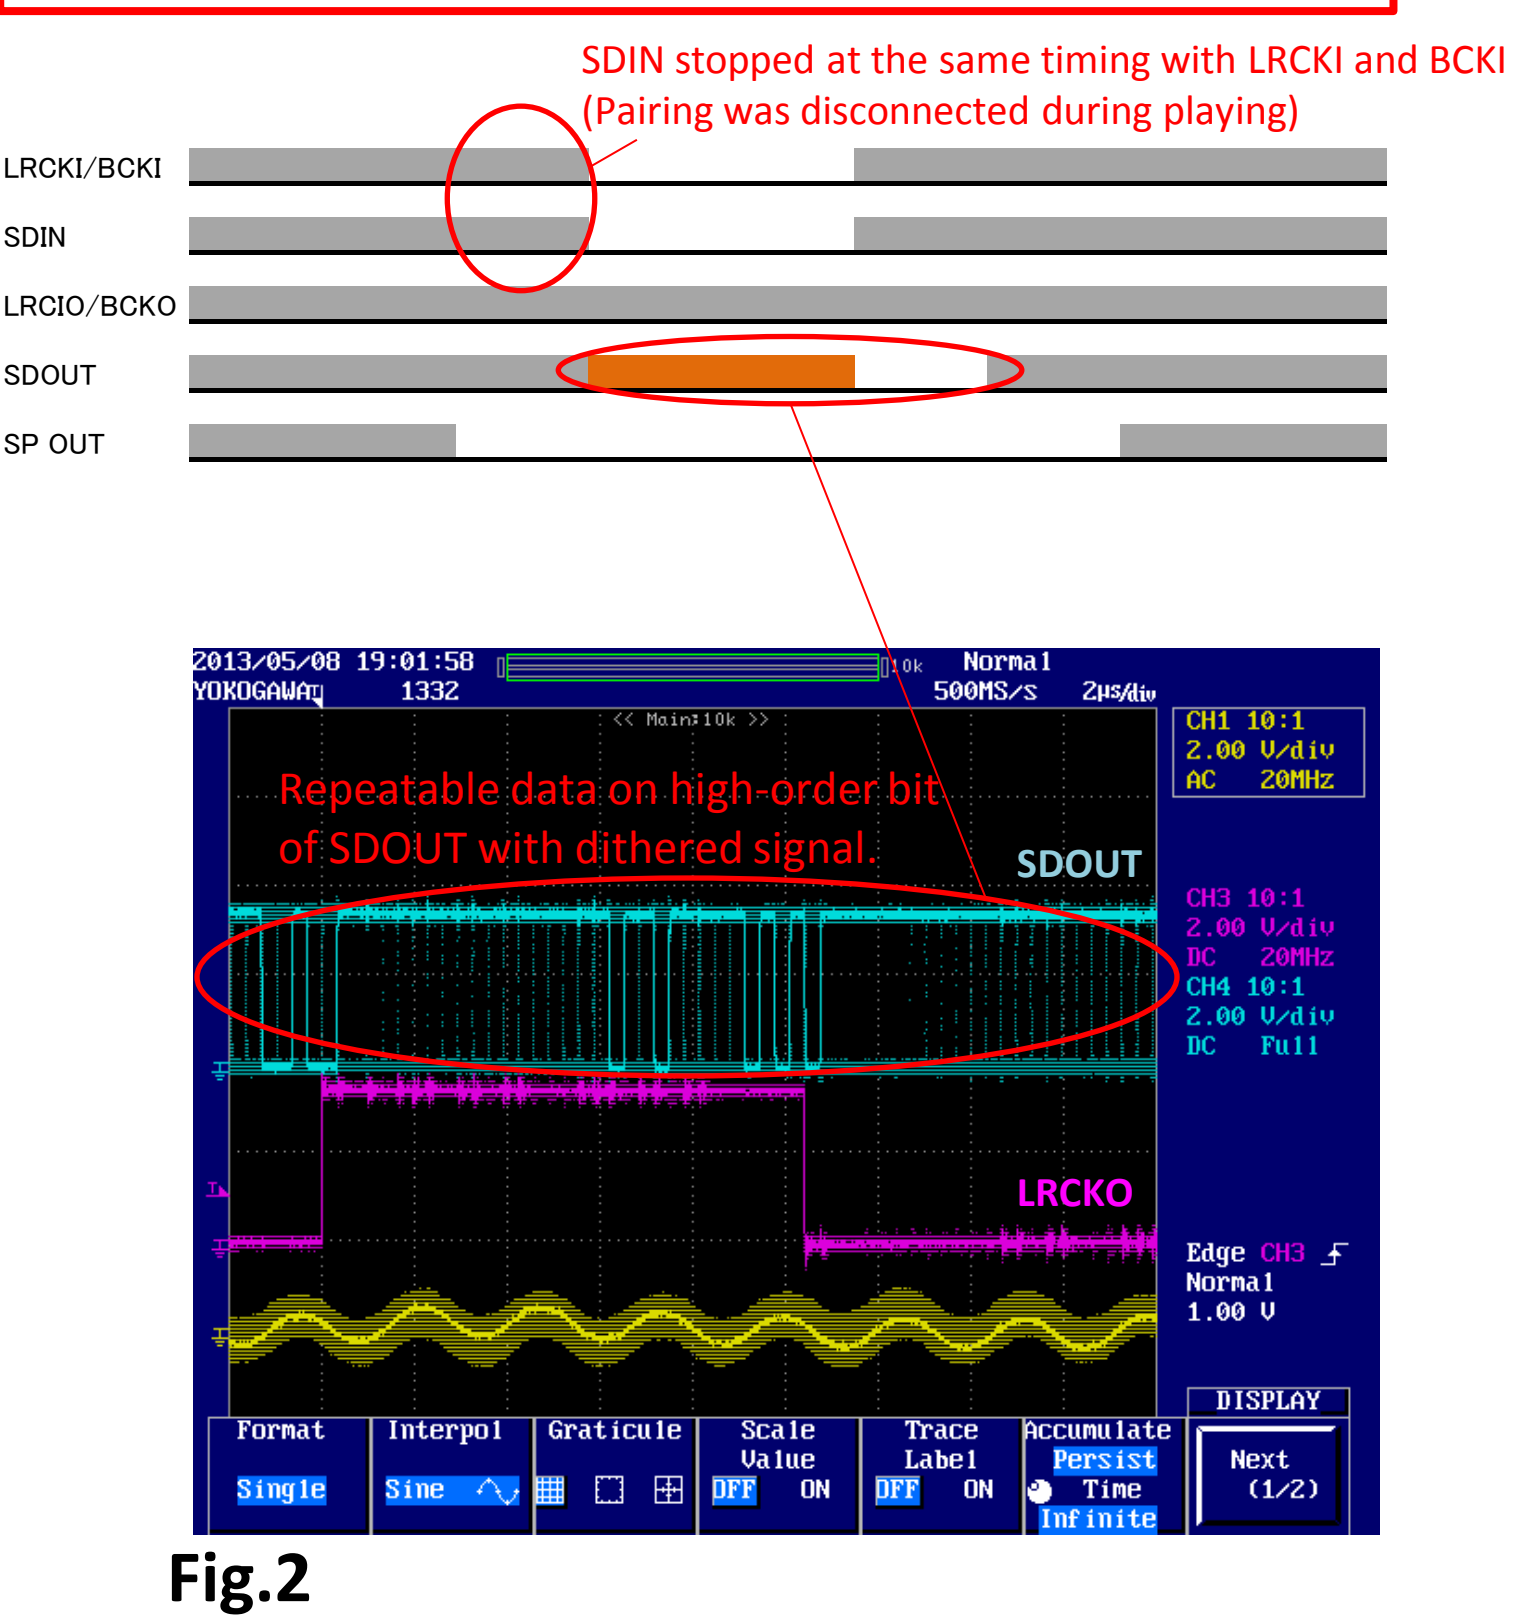 SDIN stopped at the same timing with LRCKI and BCKI
(Pairing was disconnected during playing)
LRCKI/BCKI
SDIN
LRCIO/BCKO
SDOUT
SP OUT
2013/05/08 19:01:58
10k
Normal
YOKOGAWA
1332
500MS/s
2µs/div
<< Main:10k >>
CH1 10:1
2.00 V/div
AC 20MHz
Repeatable data on high-order bit
of SDOUT with dithered signal.
SDOUT
CH3 10:1
2.00 V/div
DC 20MHz
CH4 10:1
2.00 V/div
DC Full
T
LRCKO
Edge CH3
Normal
1.00 V
DISPLAY
Format
Single
Interpol
Sine
Graticule
Scale
Value
OFF ON
Trace
Label
OFF ON
Accumulate
Persist
Time
Infinite
Next
(1/2)
Fig.2